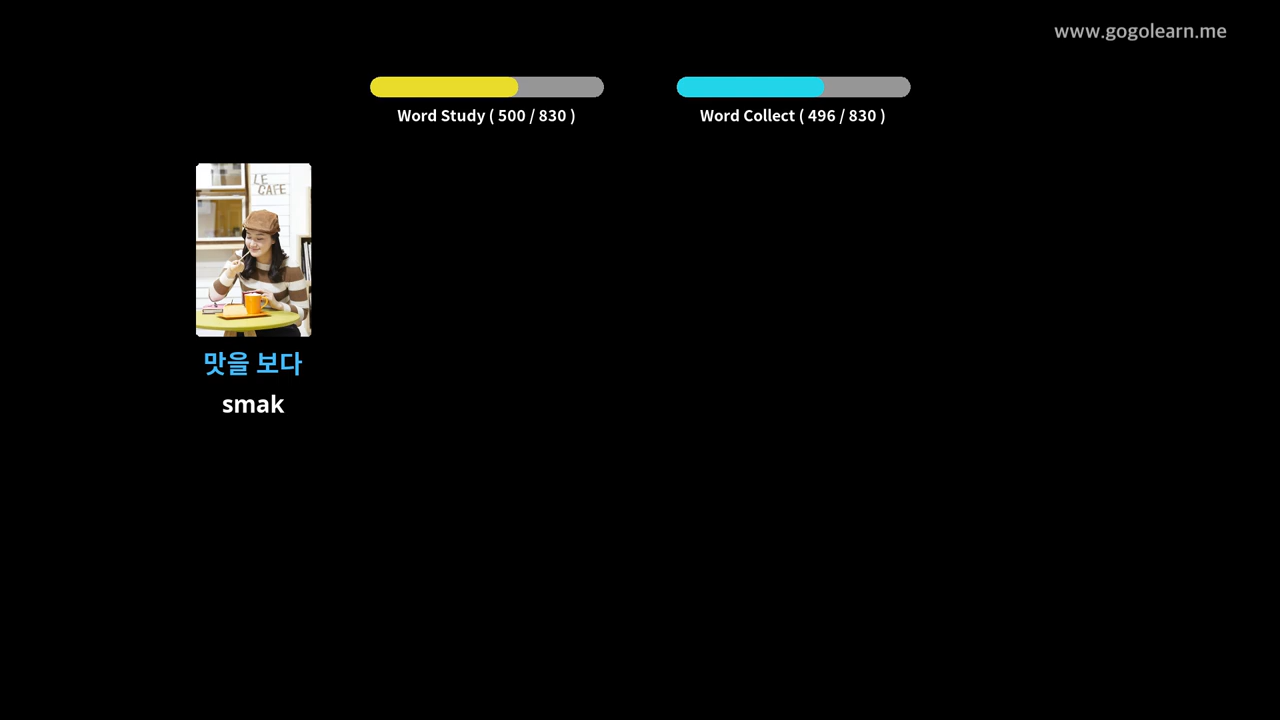 www.gogolearn.me
Word Study ( 500 / 830 )
Word Collect ( 496 / 830 )
LE
CAFE
맛을 보다
smak